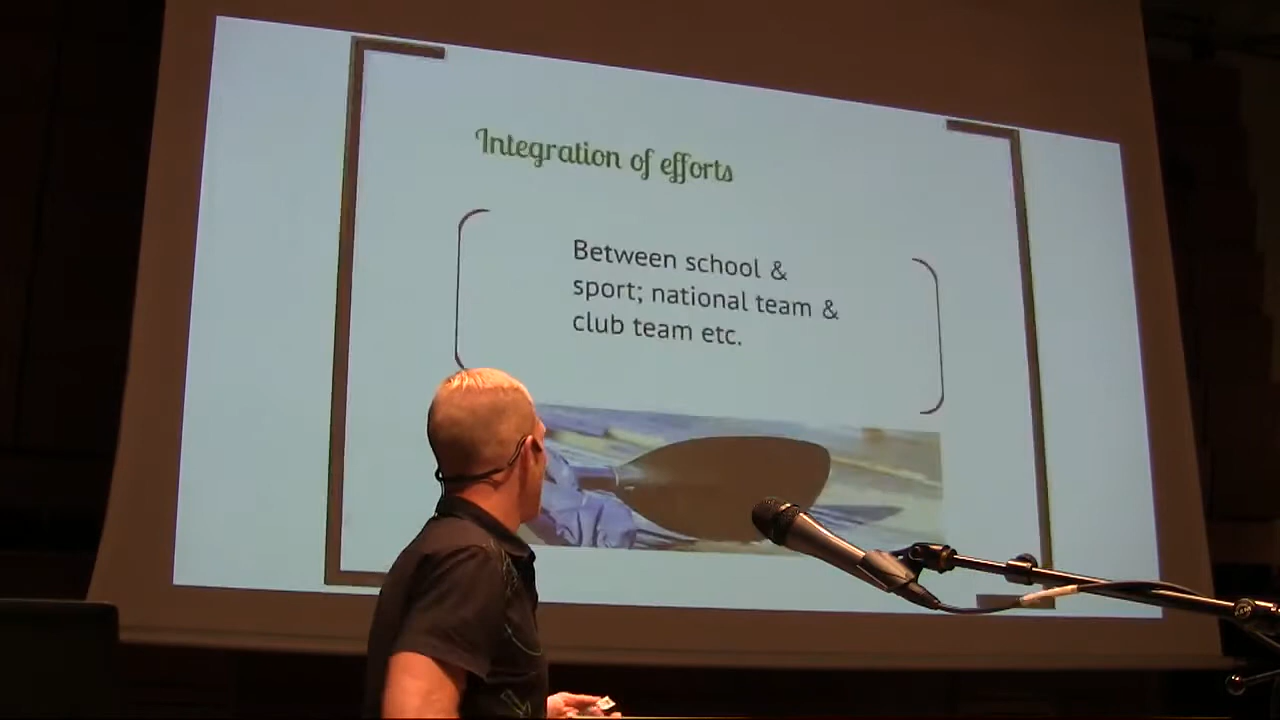 Integration of efforts
Between school &
sport; national team &
club team etc.